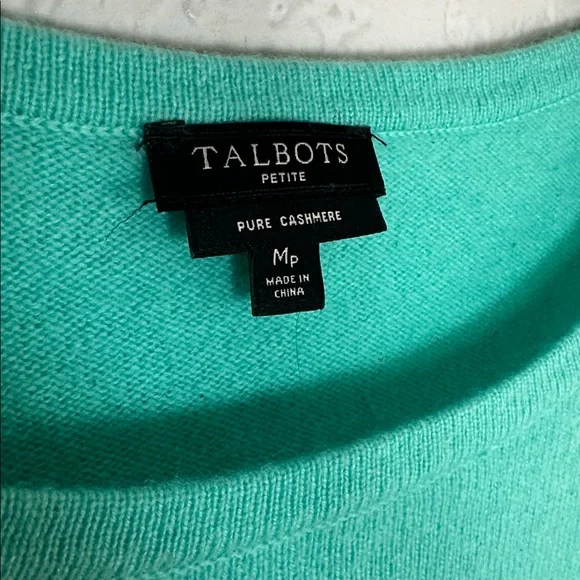 TALBOTS
PETITE
PURE CASHMERE
Mp
MADE IN
CHINA